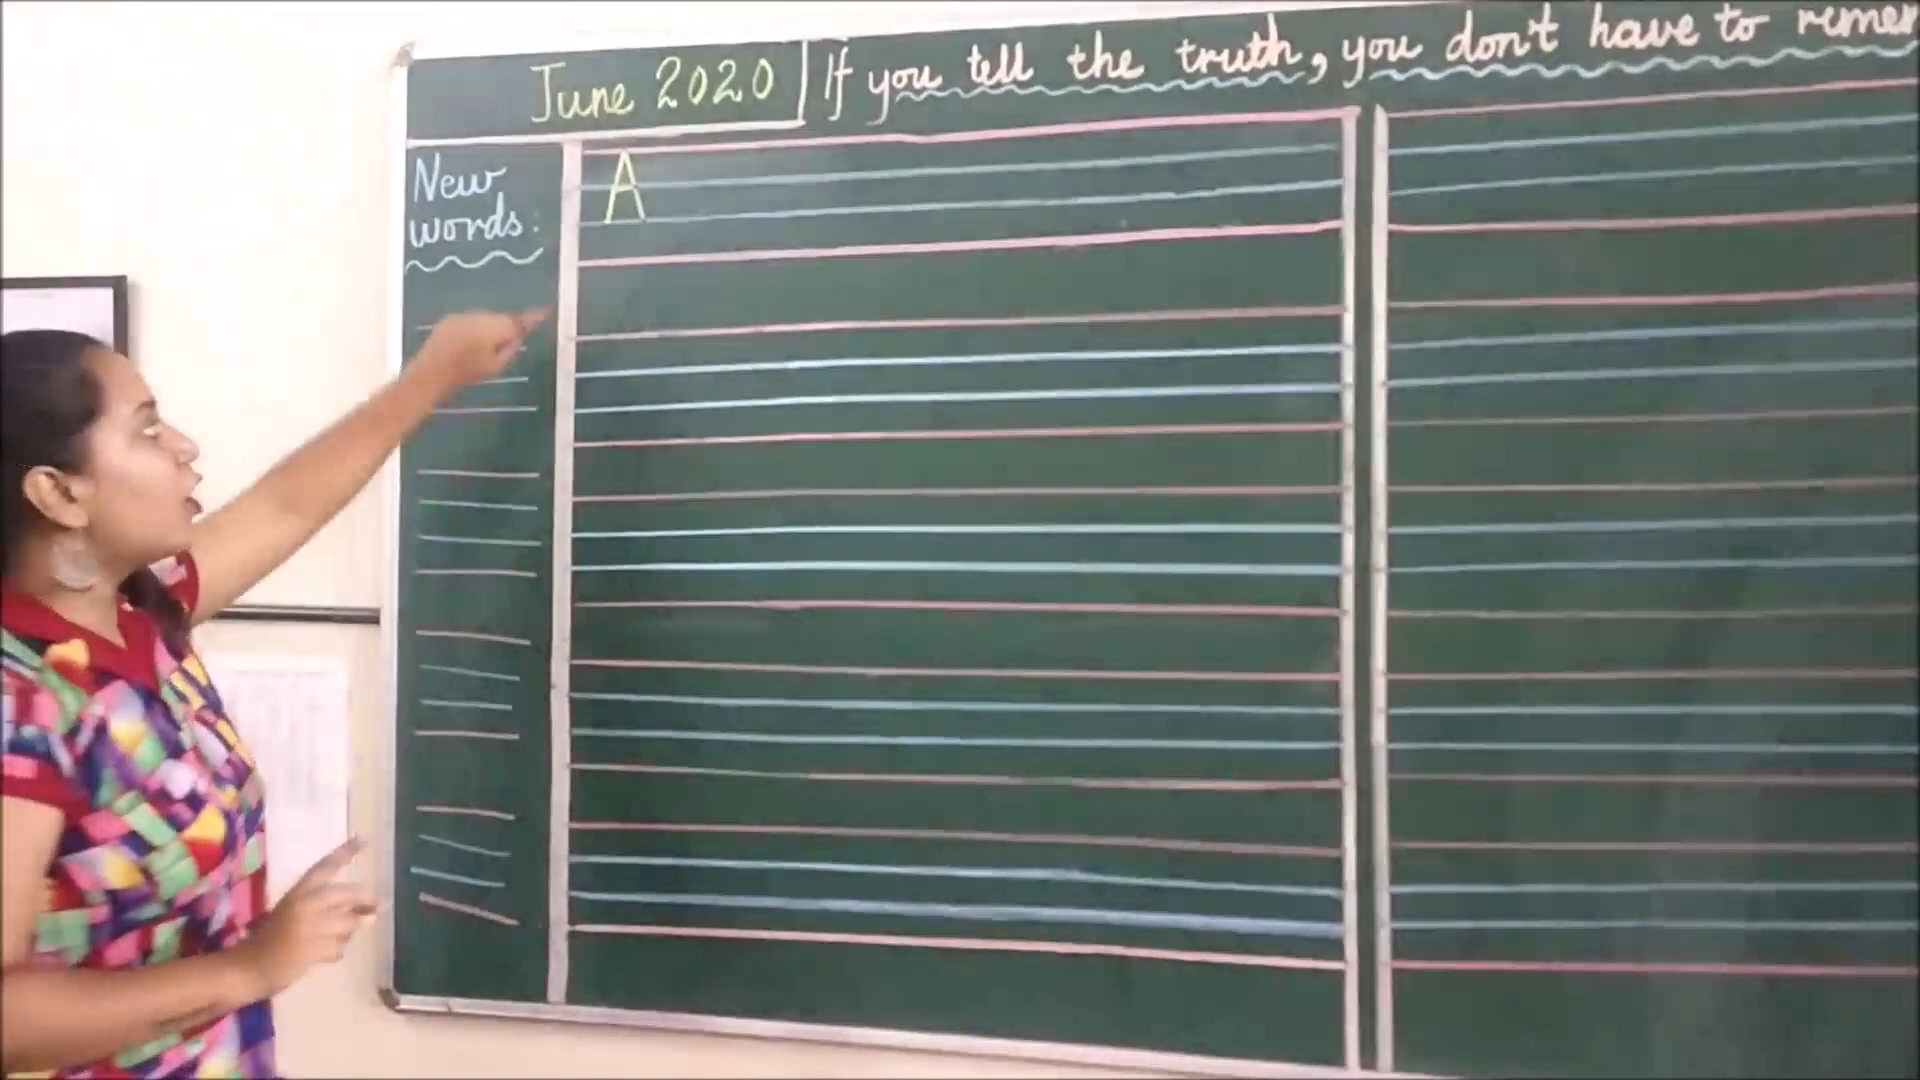 June 2020
If you tell the truth, you don't have to remem
New
words:
A